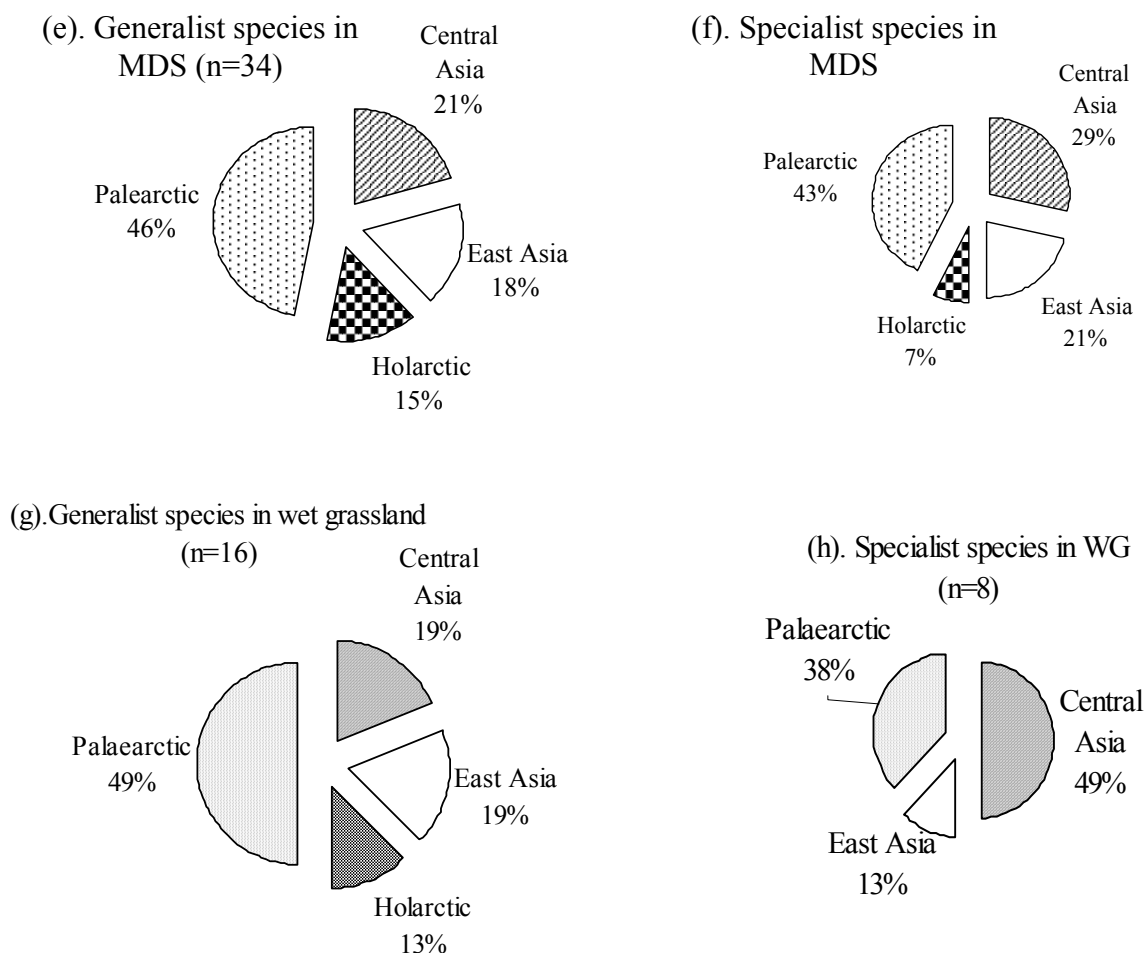 (e). Generalist species in
MDS (n=34)
Central
Asia
21%
Palearctic
46%
East Asia
18%
Holarctic
15%
(f). Specialist species in
MDS
Central
Asia
29%
Palearctic
43%
East Asia
21%
Holarctic
7%
(g).Generalist species in wet grassland
(n=16)
Central
Asia
19%
Palaearctic
49%
East Asia
19%
Holarctic
13%
(h). Specialist species in WG
(n=8)
Palaearctic
38%
Central
Asia
49%
East Asia
13%